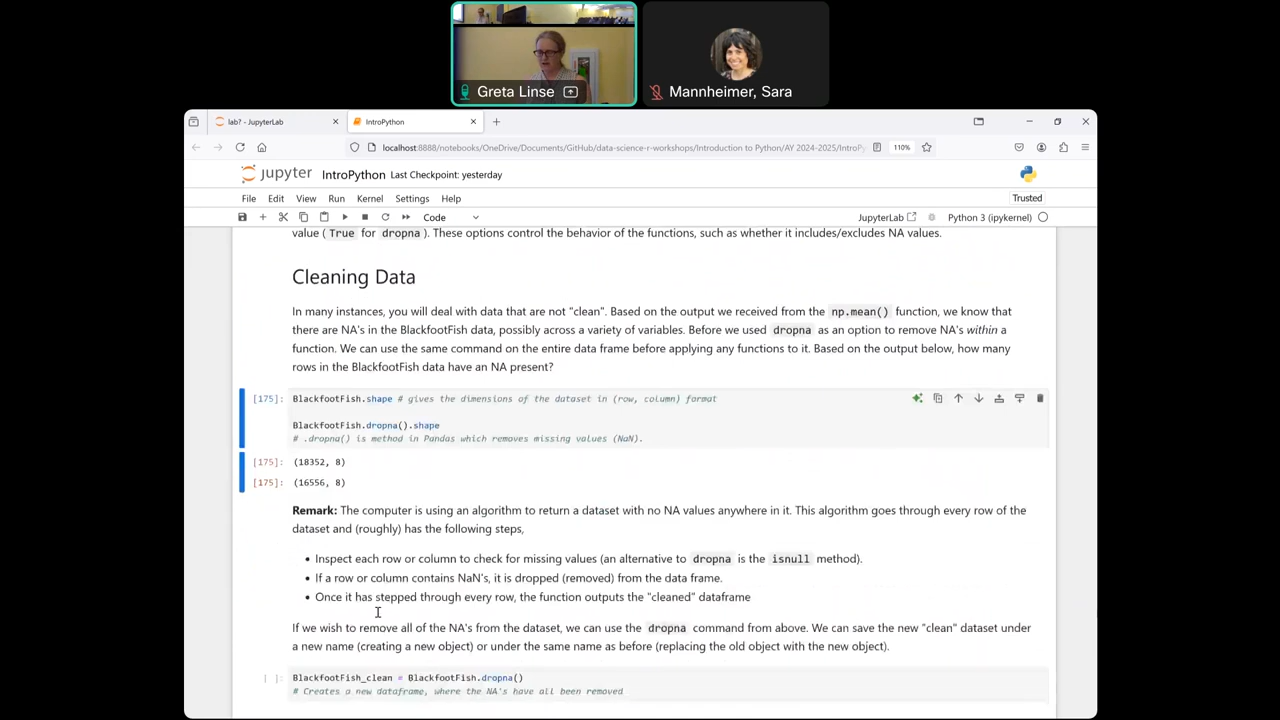 Greta Linse
Mannheimer, Sara
lab? - JupyterLab
IntroPython
localhost:8888/notebooks/OneDrive/Documents/GitHub/data-science-r-workshops/Introduction to Python/AY 2024-2025/IntroPy
110%
jupyter IntroPython Last Checkpoint: yesterday
File Edit View Run Kernel Settings Help
Trusted
Code
JupyterLab
Python 3 (ipykernel)
value ( True for dropna ). These options control the behavior of the functions, such as whether it includes/excludes NA values.
Cleaning Data
In many instances, you will deal with data that are not "clean". Based on the output we received from the np.mean() function, we know that
there are NA's in the BlackfootFish data, possibly across a variety of variables. Before we used dropna as an option to remove NA's within a
function. We can use the same command on the entire data frame before applying any functions to it. Based on the output below, how many
rows in the BlackfootFish data have an NA present?
[175]: BlackfootFish.shape # gives the dimensions of the dataset in (row, column) format
BlackfootFish.dropna().shape
# .dropna() is method in Pandas which removes missing values (NaN).
[175]: (18352, 8)
[175]: (16556, 8)
Remark: The computer is using an algorithm to return a dataset with no NA values anywhere in it. This algorithm goes through every row of the
dataset and (roughly) has the following steps,
• Inspect each row or column to check for missing values (an alternative to dropna is the isnull method).
• If a row or column contains NaN's, it is dropped (removed) from the data frame.
• Once it has stepped through every row, the function outputs the "cleaned" dataframe
If we wish to remove all of the NA's from the dataset, we can use the dropna command from above. We can save the new "clean" dataset under
a new name (creating a new object) or under the same name as before (replacing the old object with the new object).
[ ]: BlackfootFish_clean = BlackfootFish.dropna()
# Creates a new dataframe, where the NA's have all been removed